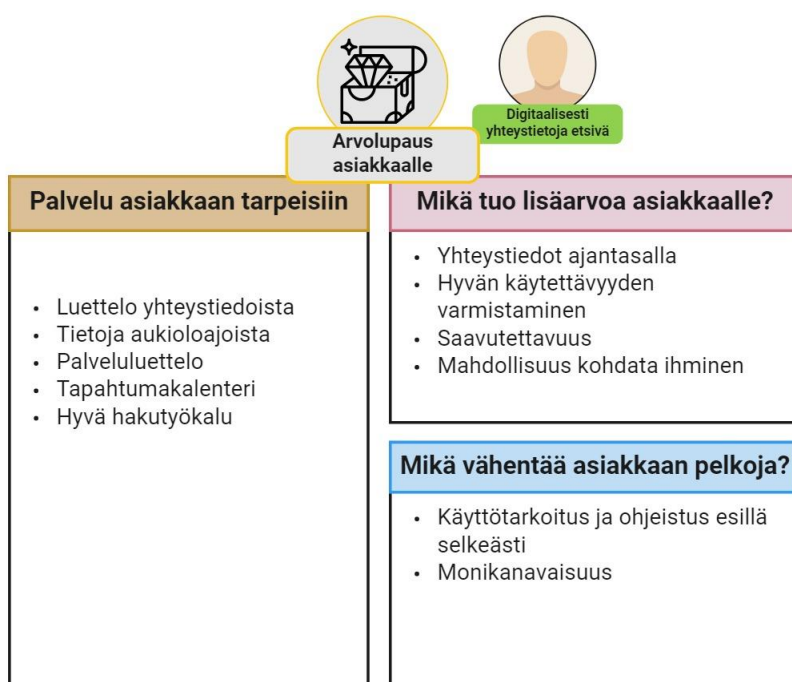 Arvolupaus
asiakkaalle
Digitaalisesti
yhteystietoja etsivä
Palvelu asiakkaan tarpeisiin
• Luettelo yhteystiedoista
• Tietoja aukioloajoista
• Palveluluettelo
• Tapahtumakalenteri
• Hyvä hakutyökalu
Mikä tuo lisäarvoa asiakkaalle?
• Yhteystiedot ajantasalla
• Hyvän käytettävyyden
varmistaminen
• Saavutettavuus
• Mahdollisuus kohdata ihminen
Mikä vähentää asiakkaan pelkoja?
• Käyttötarkoitus ja ohjeistus esillä
selkeästi
• Monikanavaisuus